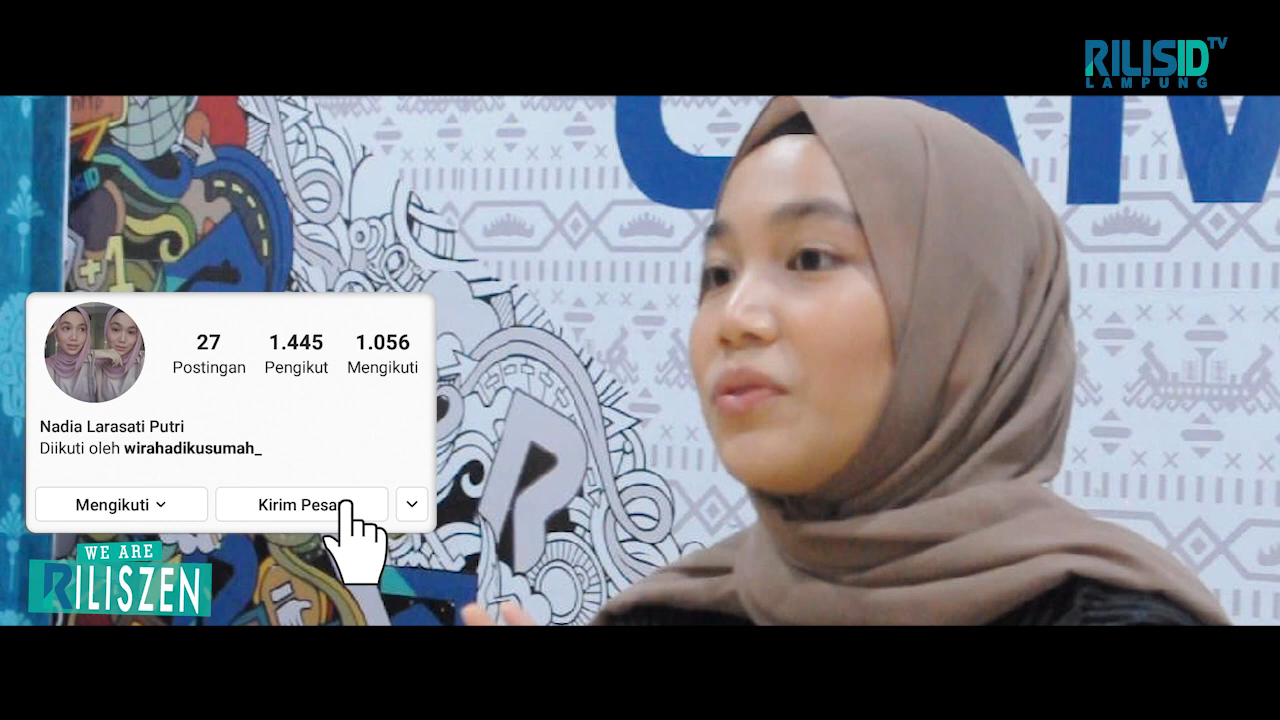 RILISID TV
LAMPUNG
27 1.445 1.056
Postingan Pengikut Mengikuti
Nadia Larasati Putri
Diikuti oleh wirahadikusumah_
Mengikuti Kirim Pesan
WE ARE
RILISZEN
+1